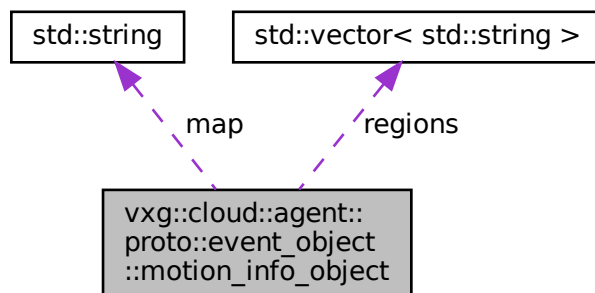 std::string
std::vector< std::string >
map
regions
vxg::cloud::agent::
proto::event_object
::motion_info_object